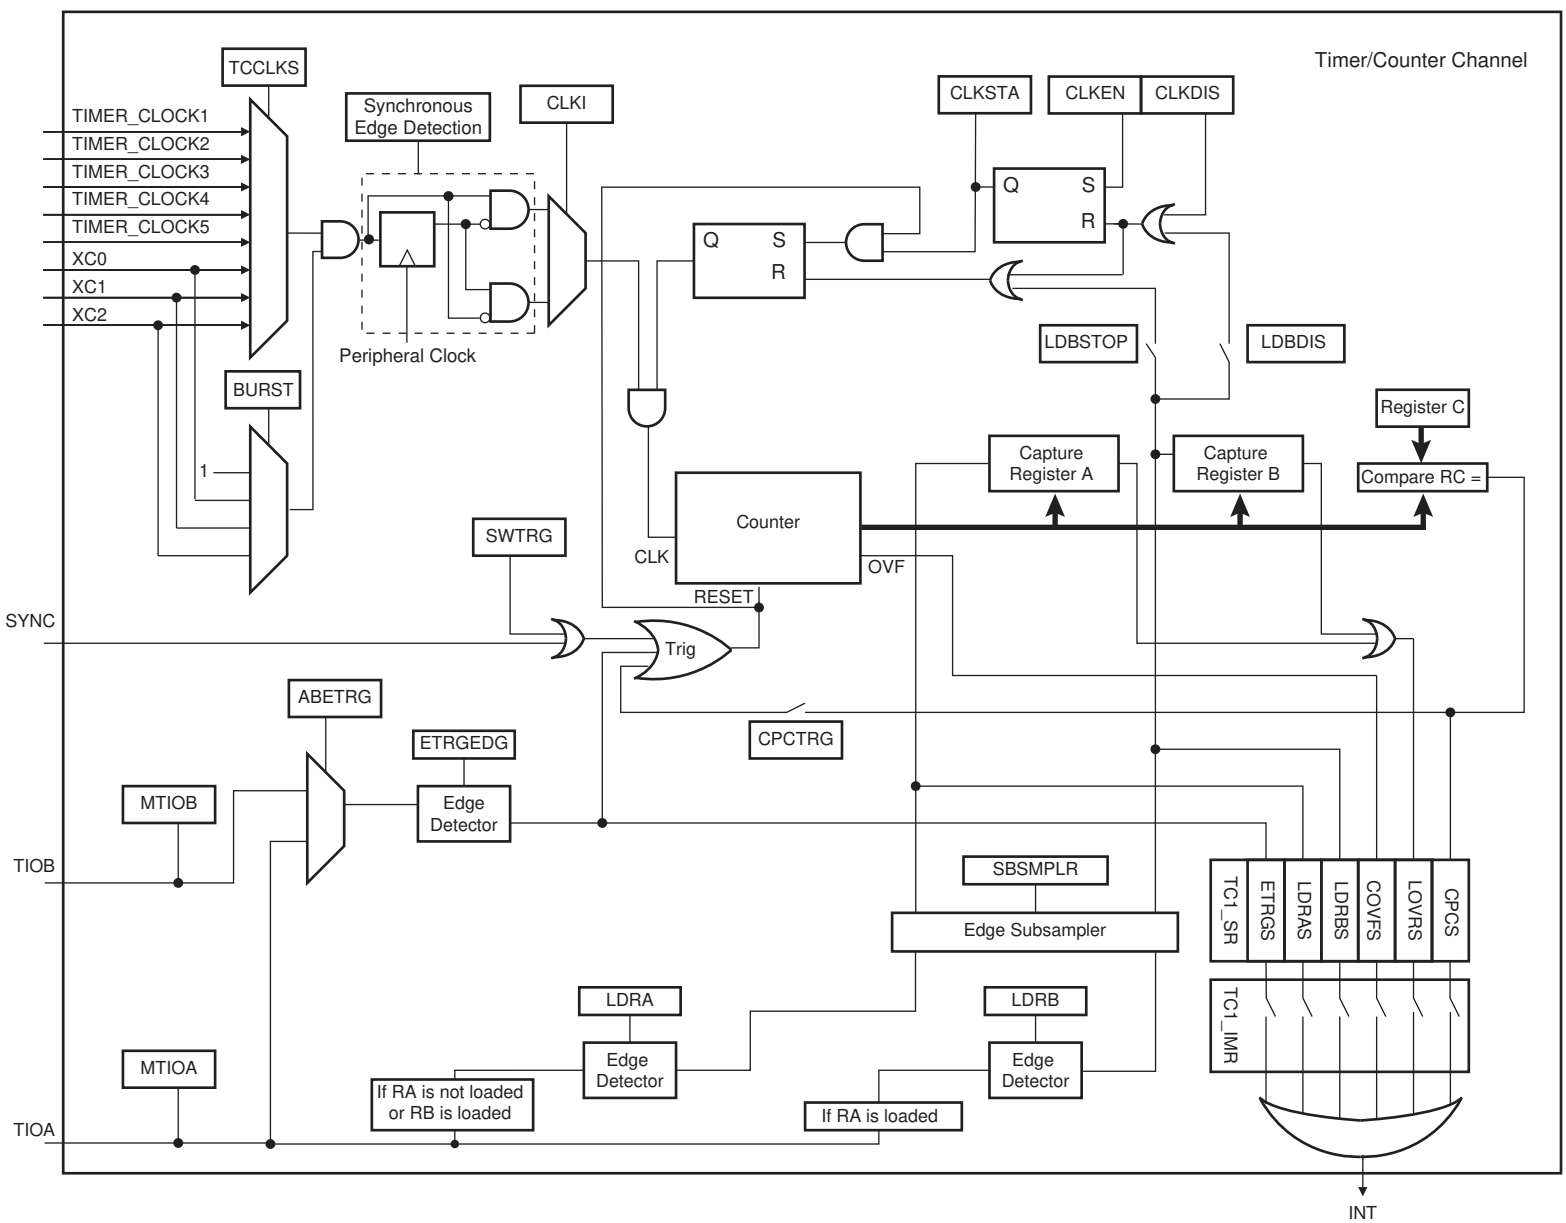 Timer/Counter Channel
TCCLKS
Synchronous
Edge Detection
CLKI
CLKSTA
CLKEN
CLKDIS
TIMER_CLOCK1
TIMER_CLOCK2
TIMER_CLOCK3
TIMER_CLOCK4
TIMER_CLOCK5
XC0
XC1
XC2
Q
S
R
Q
S
R
Peripheral Clock
LDBSTOP
LDBDIS
BURST
1
Register C
Capture
Register A
Capture
Register B
Compare RC =
Counter
SWTRG
CLK
OVF
RESET
SYNC
Trig
ABETRG
CPCTRG
ETRGEDG
MTIOB
Edge
Detector
TIOB
SBSMPLR
Edge Subsampler
TC1_SR
ETRGS
LDRAS
LDRBS
COVFS
LOVRS
CPCS
TC1_IMR
LDRA
LDRB
Edge
Detector
Edge
Detector
MTIOA
If RA is not loaded
or RB is loaded
If RA is loaded
TIOA
INT